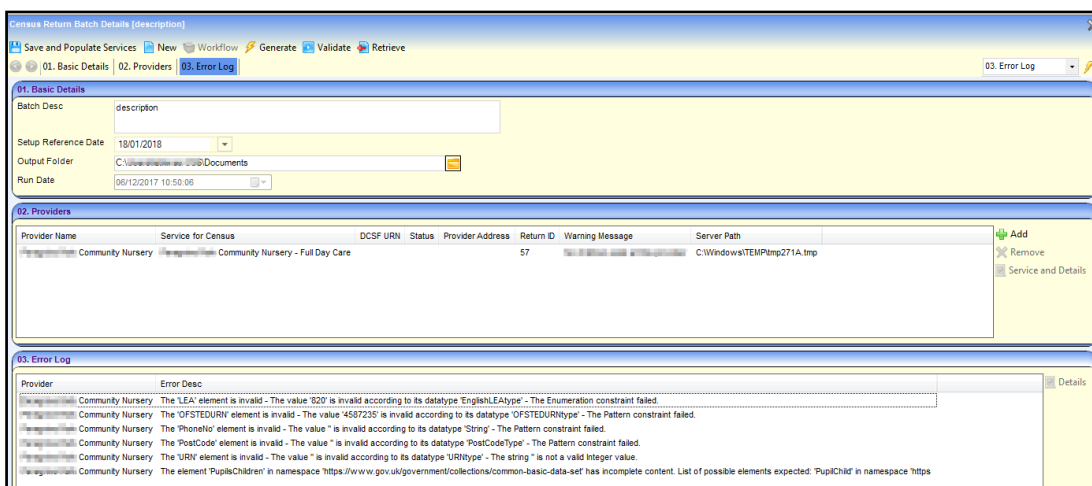 Census Return Batch Details [description]
Save and Populate Services New Workflow Generate Validate Retrieve
01. Basic Details 02. Providers 03. Error Log 03. Error Log
01. Basic Details
Batch Desc description
Setup Reference Date 18/01/2018
Output Folder C:\ \Documents
Run Date 06/12/2017 10:50:06
02. Providers
Provider Name Service for Census DCSF URN Status Provider Address Return ID Warning Message Server Path
Community Nursery Community Nursery - Full Day Care 57 C:\Windows\TEMP\tmp271A.tmp
Add
Remove
Service and Details
03. Error Log
Provider Error Desc
Details
Community Nursery The 'LEA' element is invalid - The value '820' is invalid according to its datatype 'EnglishLEAtype' - The Enumeration constraint failed.
Community Nursery The 'OFSTEDURN' element is invalid - The value '4587235' is invalid according to its datatype 'OFSTEDURNtype' - The Pattern constraint failed.
Community Nursery The 'PhoneNo' element is invalid - The value '' is invalid according to its datatype 'String' - The Pattern constraint failed.
Community Nursery The 'PostCode' element is invalid - The value '' is invalid according to its datatype 'PostCodeType' - The Pattern constraint failed.
Community Nursery The 'URN' element is invalid - The value '' is invalid according to its datatype 'URNtype' - The string '' is not a valid Integer value.
Community Nursery The element 'PupilsChildren' in namespace 'https://www.gov.uk/government/collections/common-basic-data-set' has incomplete content. List of possible elements expected: 'PupilChild' in namespace 'https